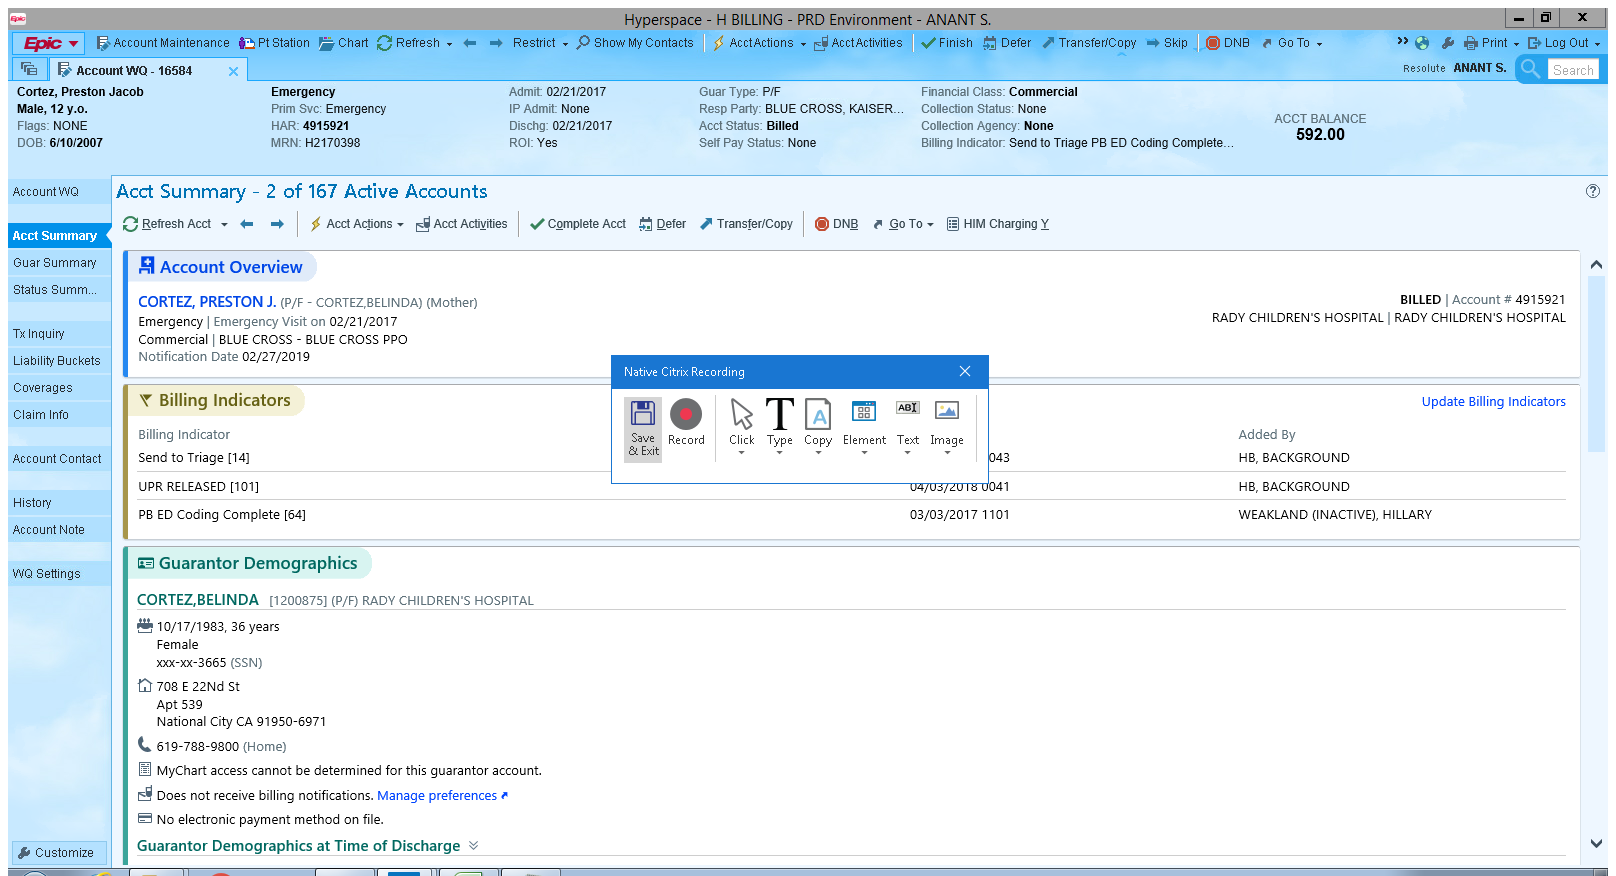 Epic
Hyperspace - H BILLING - PRD Environment - ANANT S.
Epic Account Maintenance Pt Station Chart Refresh Restrict Show My Contacts AcctActions AcctActivities Finish Defer Transfer/Copy Skip DNB Go To Print Log Out
Account WQ - 16584
Resolute ANANT S. Search
Cortez, Preston Jacob
Male, 12 y.o.
Flags: NONE
DOB: 6/10/2007
Emergency
Prim Svc: Emergency
HAR: 4915921
MRN: H2170398
Admit: 02/21/2017
IP Admit: None
Dischg: 02/21/2017
ROI: Yes
Guar Type: P/F
Resp Party: BLUE CROSS, KAISER...
Acct Status: Billed
Self Pay Status: None
Financial Class: Commercial
Collection Status: None
Collection Agency: None
Billing Indicator: Send to Triage PB ED Coding Complete...
ACCT BALANCE
592.00
Account WQ
Acct Summary
Guar Summary
Status Summ...
Tx Inquiry
Liability Buckets
Coverages
Claim Info
Account Contact
History
Account Note
WQ Settings
Customize
Acct Summary - 2 of 167 Active Accounts
Refresh Acct Acct Actions Acct Activities Complete Acct Defer Transfer/Copy DNB Go To HIM Charging Y
Account Overview
CORTEZ, PRESTON J. (P/F - CORTEZ,BELINDA) (Mother)
Emergency | Emergency Visit on 02/21/2017
Commercial | BLUE CROSS - BLUE CROSS PPO
Notification Date 02/27/2019
BILLED | Account # 4915921
RADY CHILDREN'S HOSPITAL | RADY CHILDREN'S HOSPITAL
Native Citrix Recording
Save & Exit
Record
Click
Type
Copy
Element
Text
Image
Billing Indicators
Update Billing Indicators
Billing Indicator Added By
Send to Triage [14] 043 HB, BACKGROUND
UPR RELEASED [101] 04/03/2018 0041 HB, BACKGROUND
PB ED Coding Complete [64] 03/03/2017 1101 WEAKLAND (INACTIVE), HILLARY
Guarantor Demographics
CORTEZ,BELINDA [1200875] (P/F) RADY CHILDREN'S HOSPITAL
10/17/1983, 36 years
Female
xxx-xx-3665 (SSN)
708 E 22Nd St
Apt 539
National City CA 91950-6971
619-788-9800 (Home)
MyChart access cannot be determined for this guarantor account.
Does not receive billing notifications. Manage preferences
No electronic payment method on file.
Guarantor Demographics at Time of Discharge